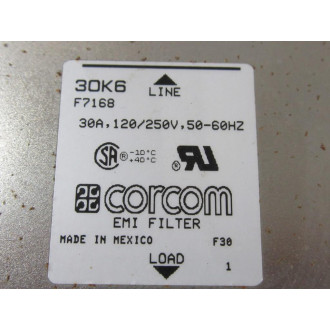 30K6
LINE
F7168
30A,120/250V,50-60HZ
SA ® -10°C
+40°C
corcom
EMI FILTER
MADE IN MEXICO F30
LOAD
1